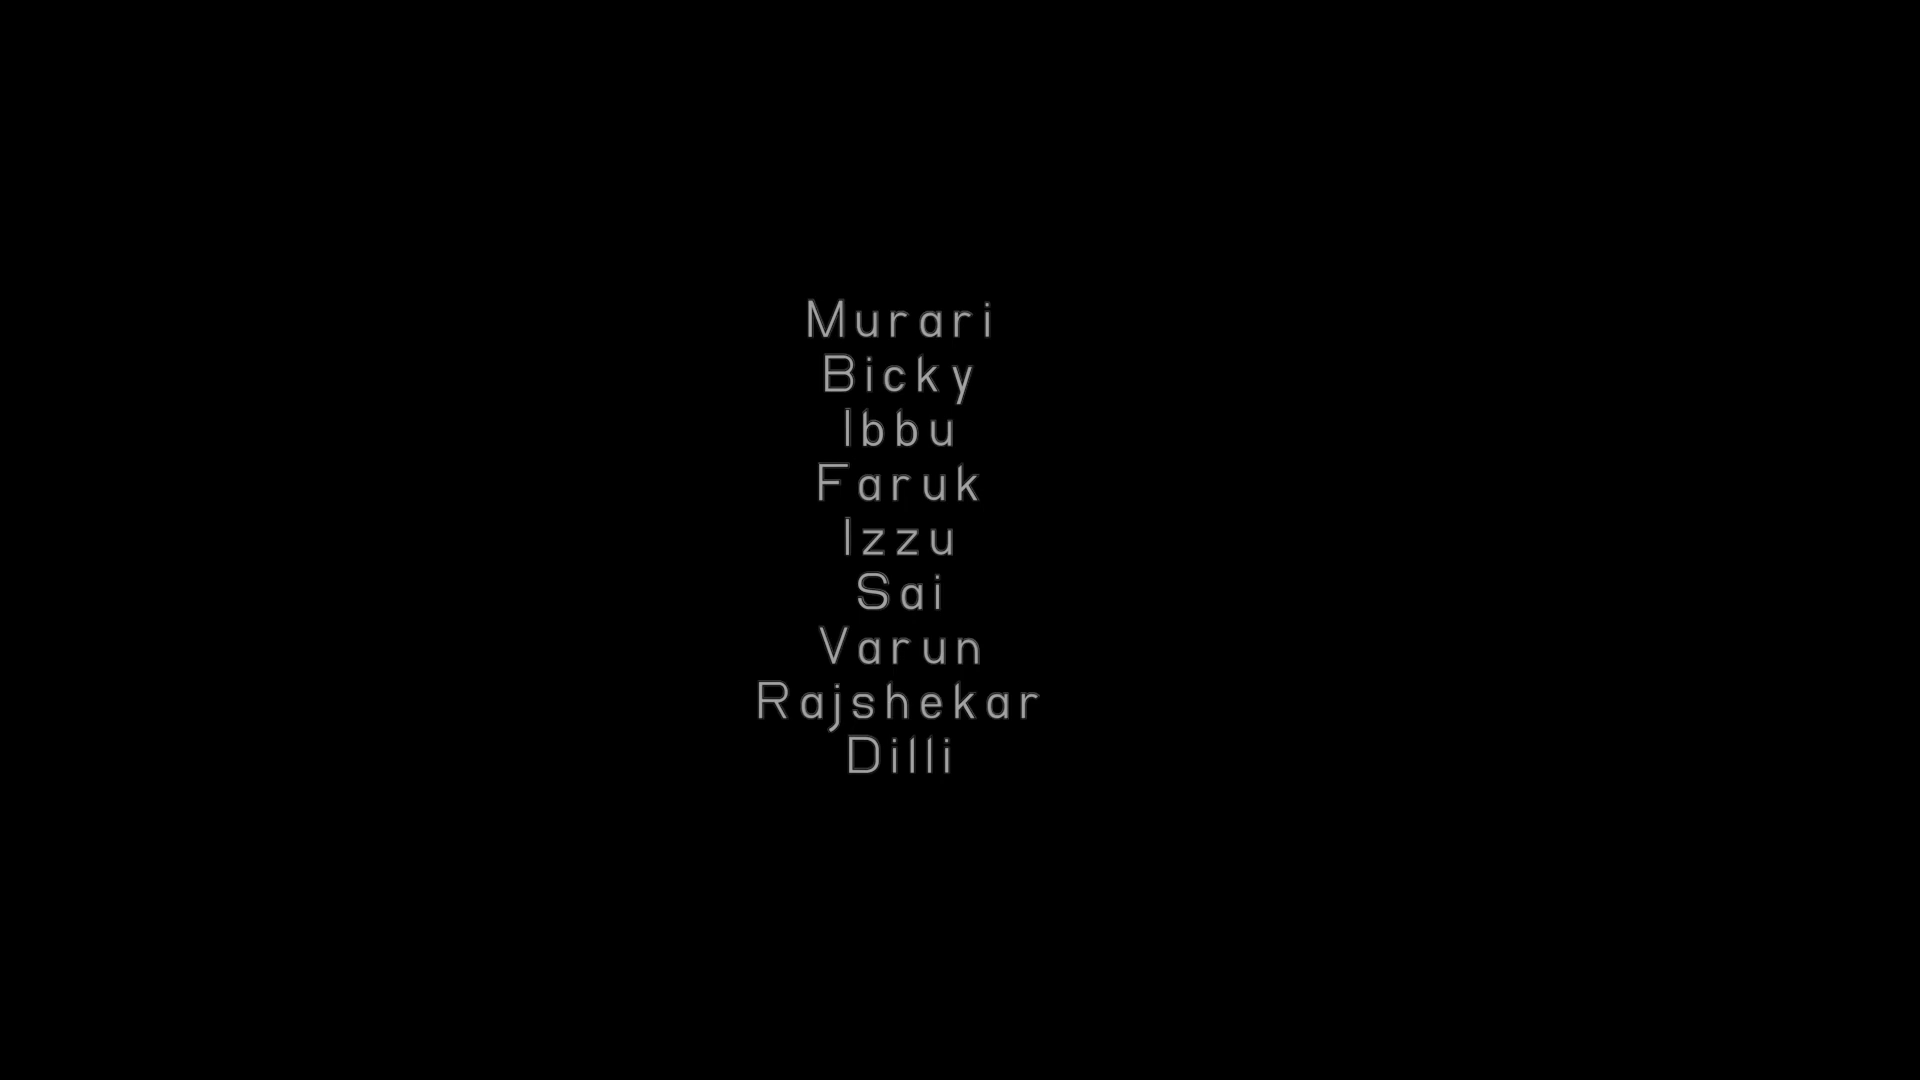 Murari
Bicky
Ibbu
Faruk
Izzu
Sai
Varun
Rajshekar
Dilli